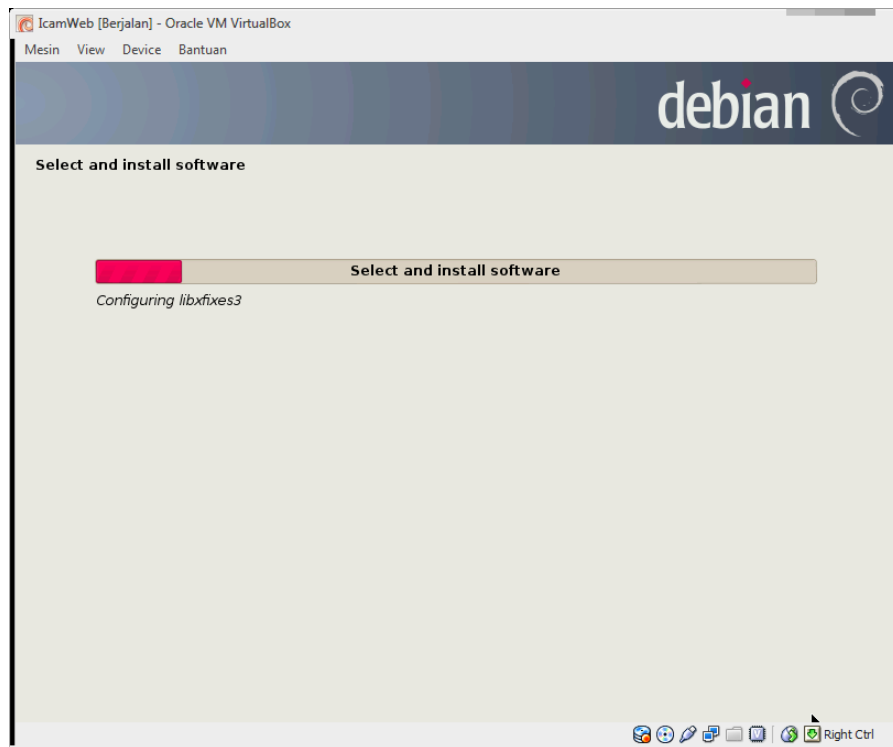 IcamWeb [Berjalan] - Oracle VM VirtualBox
Mesin View Device Bantuan
debian
Select and install software
Select and install software
Configuring libxfixes3
Right Ctrl